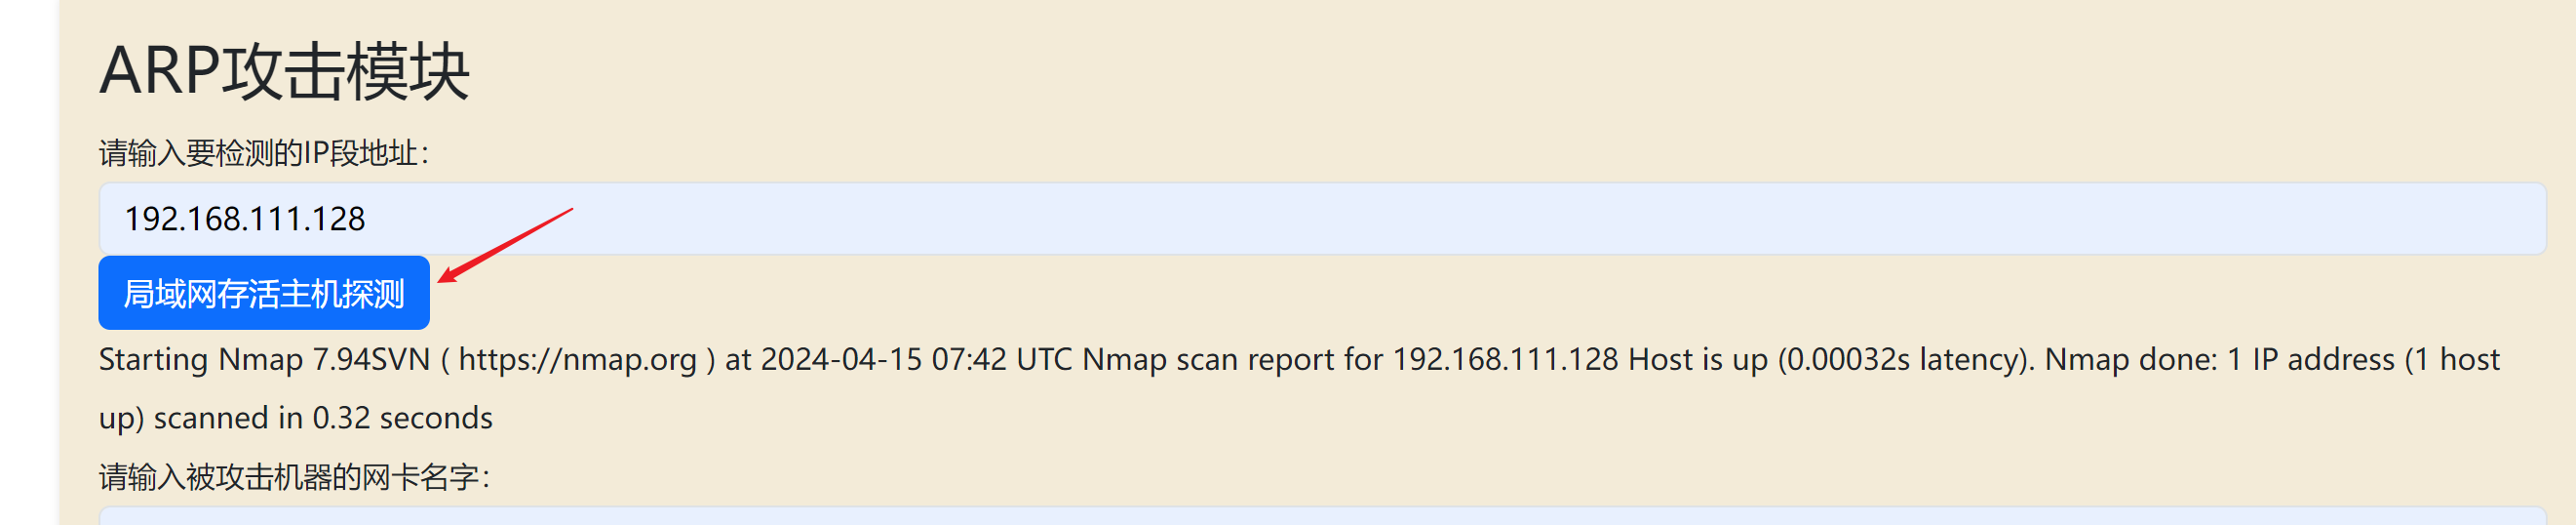 ARP攻击模块
请输入要检测的IP段地址：
192.168.111.128
局域网存活主机探测
Starting Nmap 7.94SVN ( https://nmap.org ) at 2024-04-15 07:42 UTC Nmap scan report for 192.168.111.128 Host is up (0.00032s latency). Nmap done: 1 IP address (1 host
up) scanned in 0.32 seconds
请输入被攻击机器的网卡名字：